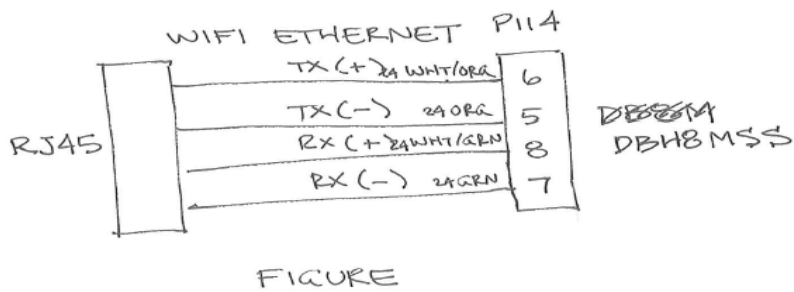 WIFI ETHERNET P114
TX (+) 24 WHT/ORG 6
TX (-) 24 ORG 5
RX (+) 24 WHT/GRN 8
RX (-) 24 GRN 7
RJ45
DBH8MSS
FIGURE